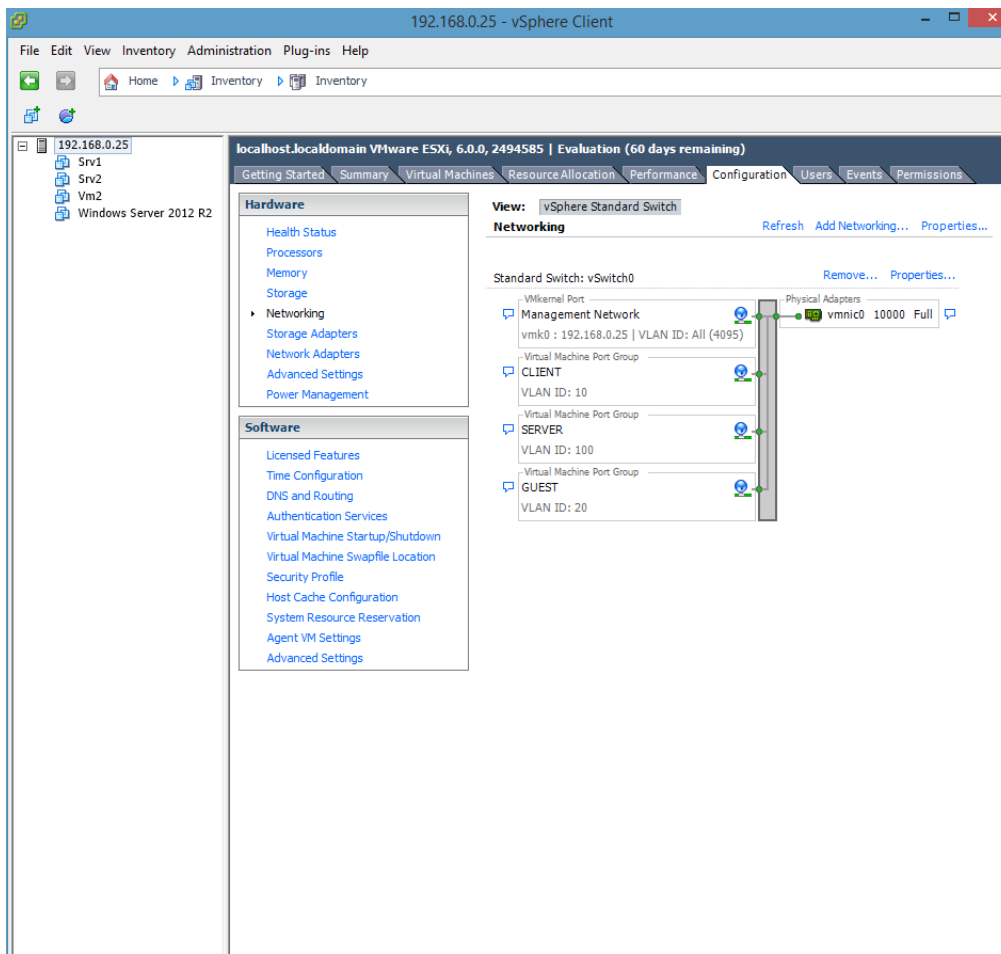 192.168.0.25 - vSphere Client
File Edit View Inventory Administration Plug-ins Help
Home Inventory Inventory
192.168.0.25
Srv1
Srv2
Vm2
Windows Server 2012 R2
localhost.localdomain VMware ESXi, 6.0.0, 2494585 | Evaluation (60 days remaining)
Getting Started Summary Virtual Machines Resource Allocation Performance Configuration Users Events Permissions
Hardware
Health Status
Processors
Memory
Storage
Networking
Storage Adapters
Network Adapters
Advanced Settings
Power Management
Software
Licensed Features
Time Configuration
DNS and Routing
Authentication Services
Virtual Machine Startup/Shutdown
Virtual Machine Swapfile Location
Security Profile
Host Cache Configuration
System Resource Reservation
Agent VM Settings
Advanced Settings
View: vSphere Standard Switch
Networking Refresh Add Networking... Properties...
Standard Switch: vSwitch0 Remove... Properties...
VMkernel Port
Management Network
vmk0 : 192.168.0.25 | VLAN ID: All (4095)
Physical Adapters
vmnic0 10000 Full
Virtual Machine Port Group
CLIENT
VLAN ID: 10
Virtual Machine Port Group
SERVER
VLAN ID: 100
Virtual Machine Port Group
GUEST
VLAN ID: 20